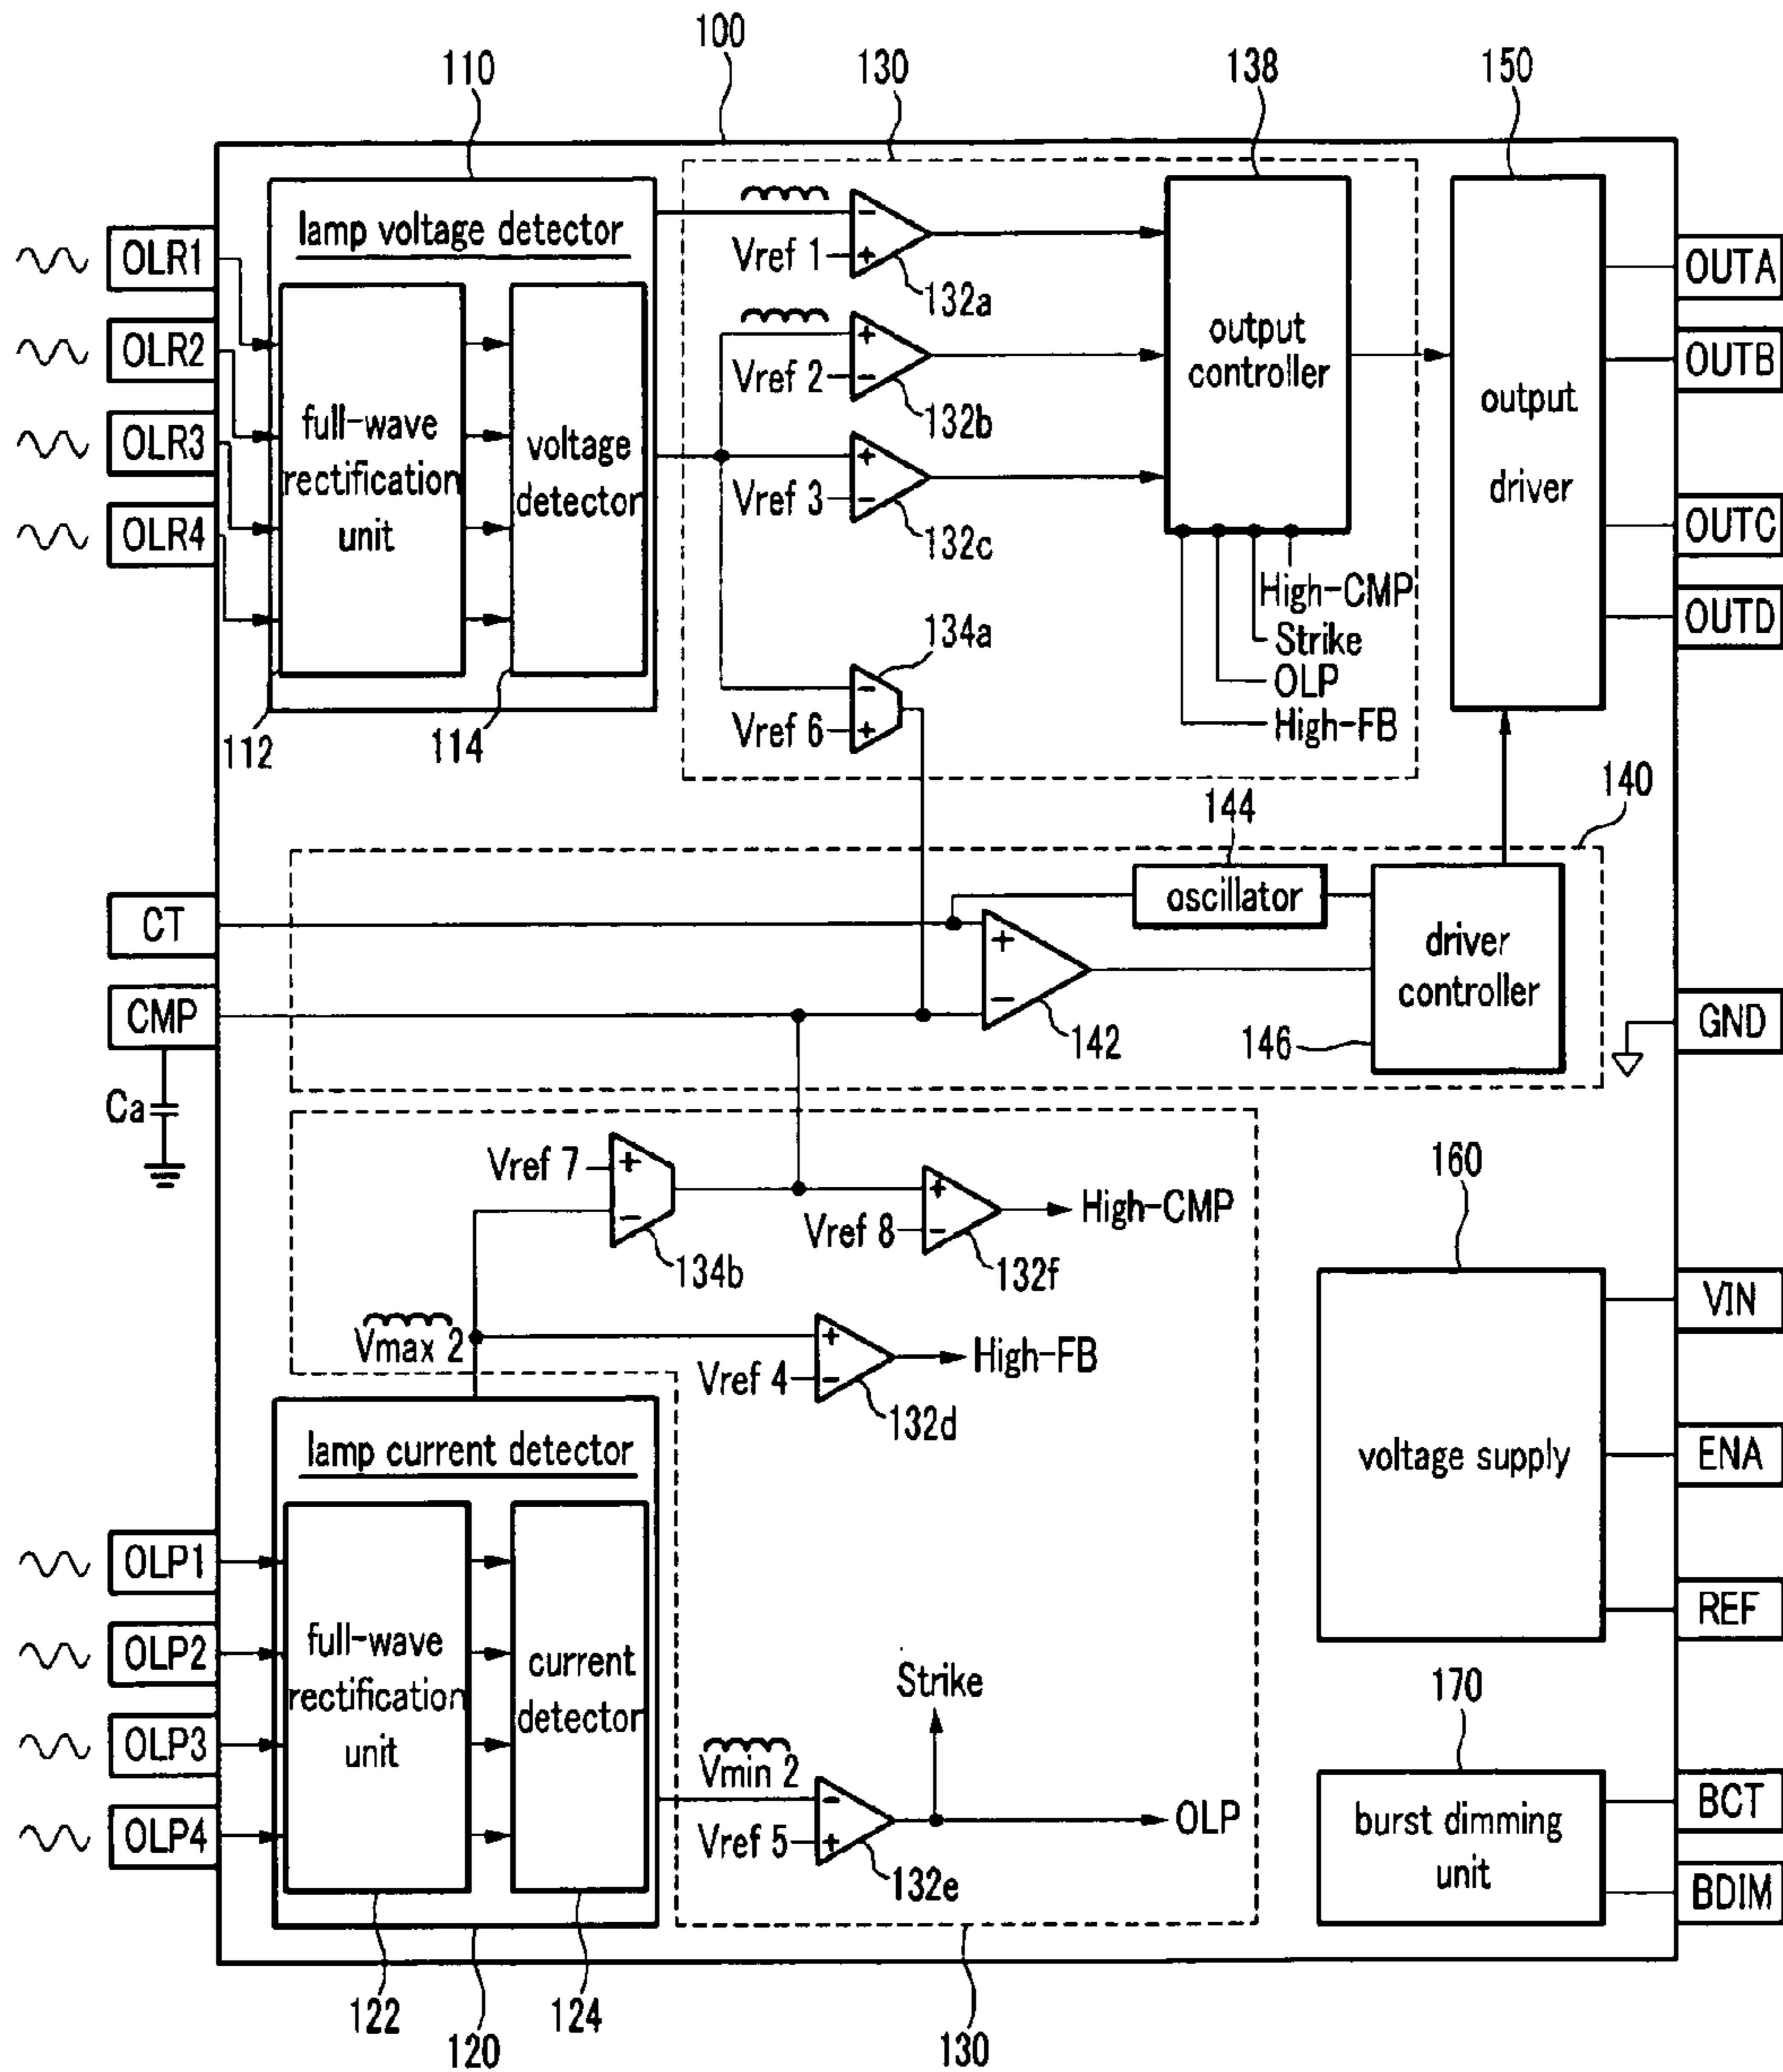 100
110
130
138
150
lamp voltage detector
OLR1
OLR2
OLR3
OLR4
full-wave
rectification
unit
voltage
detector
112
114
Vref 1
-
+
132a
Vref 2
+
-
132b
Vref 3
+
-
132c
134a
Vref 6
-
+
output
controller
High-CMP
Strike
OLP
High-FB
output
driver
OUTA
OUTB
OUTC
OUTD
140
144
oscillator
CT
CMP
Ca
+
-
142
driver
controller
146
GND
Vref 7
+
-
134b
Vref 8
+
-
132f
High-CMP
Vmax 2
Vref 4
+
-
132d
High-FB
160
voltage supply
VIN
ENA
REF
lamp current detector
OLP1
OLP2
OLP3
OLP4
full-wave
rectification
unit
current
detector
Strike
Vmin 2
Vref 5
-
+
132e
OLP
170
burst dimming
unit
BCT
BDIM
122
120
124
130